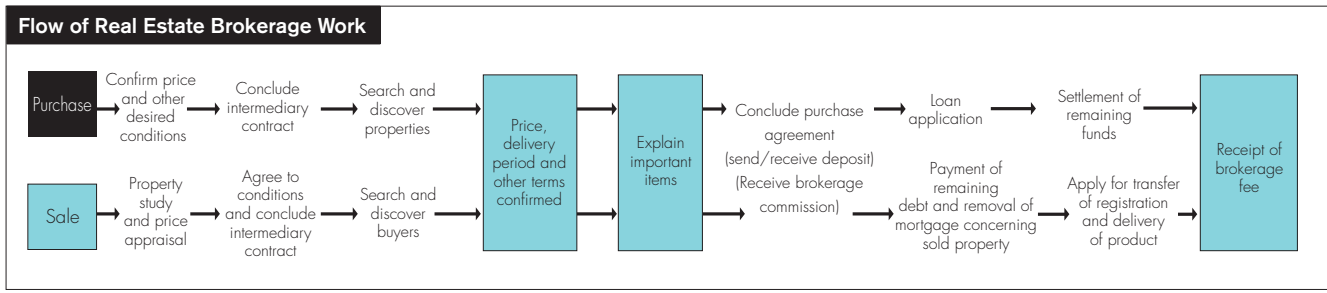 Flow of Real Estate Brokerage Work
Purchase
Confirm price
and other
desired
conditions
Conclude
intermediary
contract
Search and
discover
properties
Price,
delivery
period and
other terms
confirmed
Explain
important
items
Conclude purchase
agreement
(send/receive deposit)
(Receive brokerage
commission)
Loan
application
Settlement of
remaining
funds
Receipt of
brokerage
fee
Sale
Property
study
and price
appraisal
Agree to
conditions
and conclude
intermediary
contract
Search and
discover
buyers
Payment of
remaining
debt and removal of
mortgage concerning
sold property
Apply for transfer
of registration
and delivery
of product